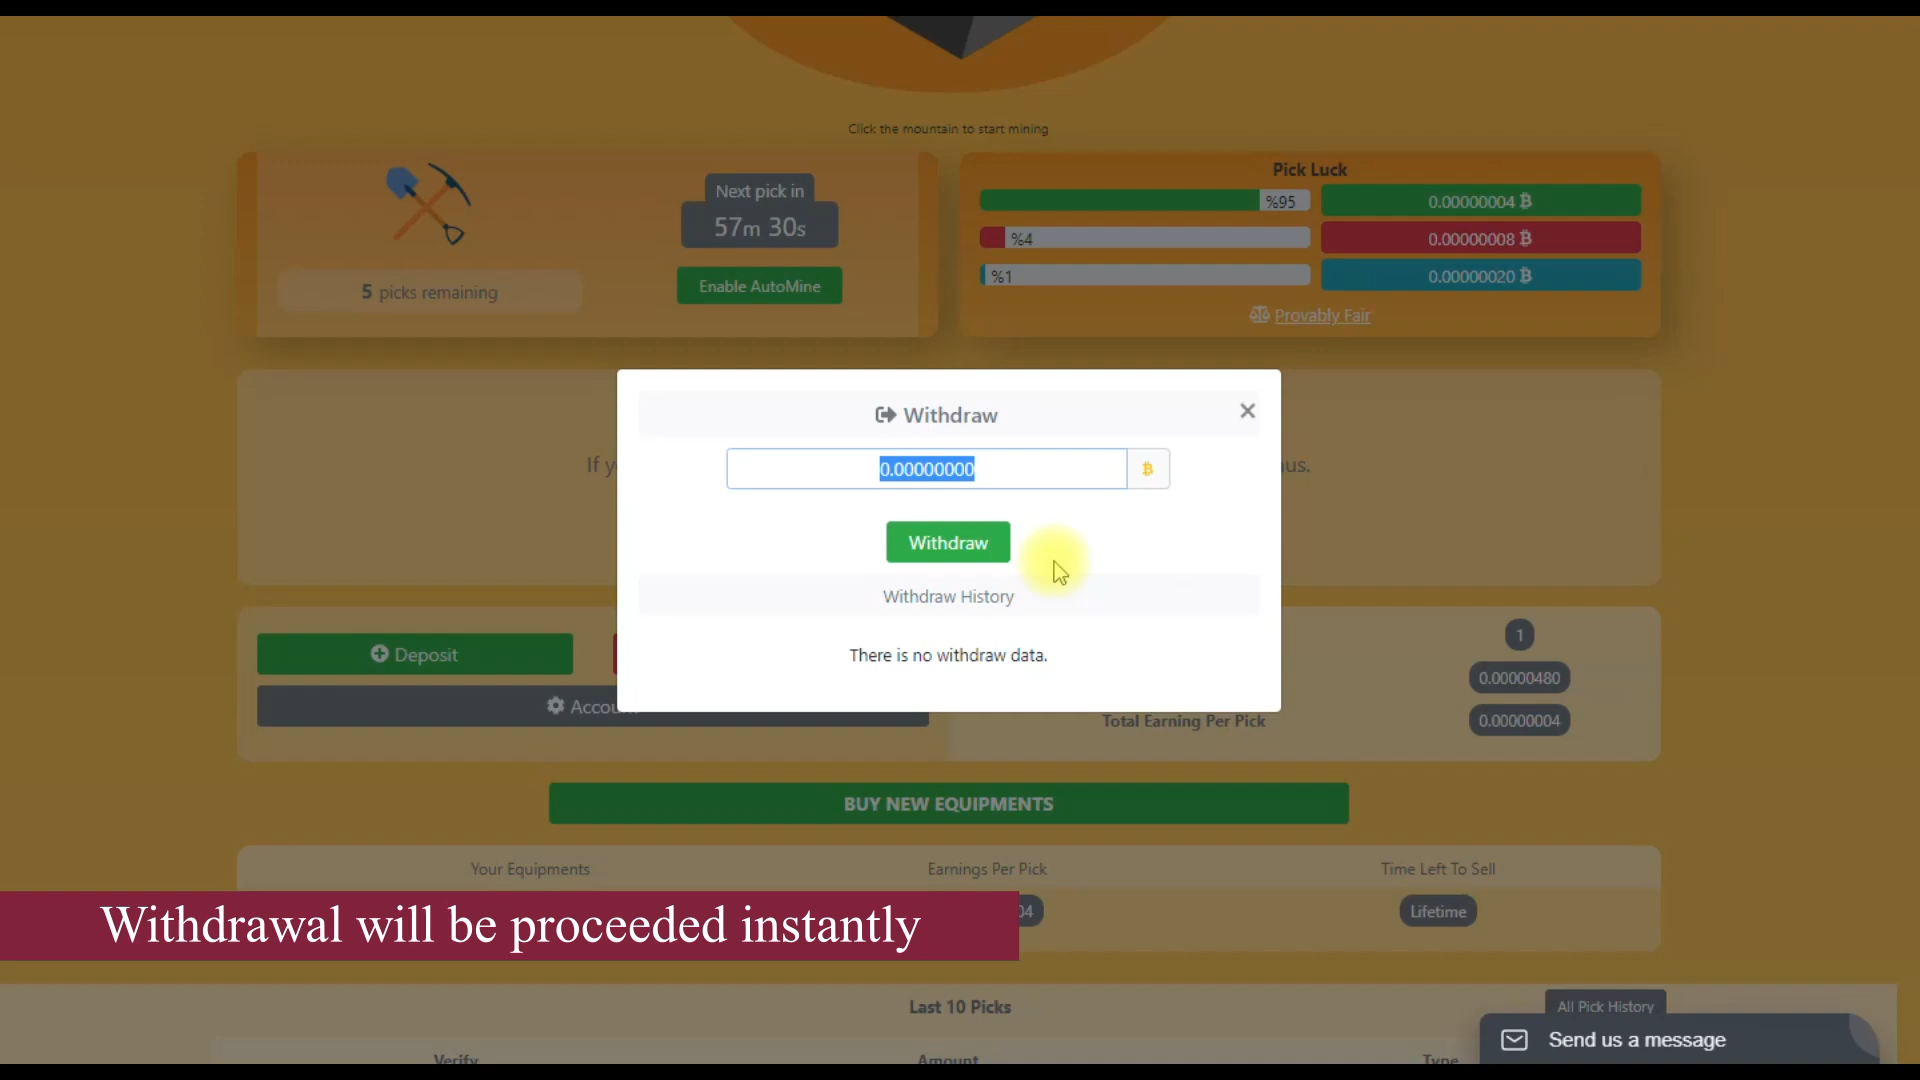 Click the mountain to start mining
Next pick in
57m 30s
5 picks remaining
Enable AutoMine
Pick Luck
%95
0.00000004
%4
0.00000008
%1
0.00000020
Provably Fair
If
Withdraw
0.00000000
Withdraw
Withdraw History
There is no withdraw data.
Deposit
1
0.00000480
Total Earning Per Pick
0.00000004
BUY NEW EQUIPMENTS
Your Equipments
Earnings Per Pick
Time Left To Sell
04
Lifetime
Withdrawal will be proceeded instantly
Last 10 Picks
All Pick History
Verify
Amount
Type
Send us a message